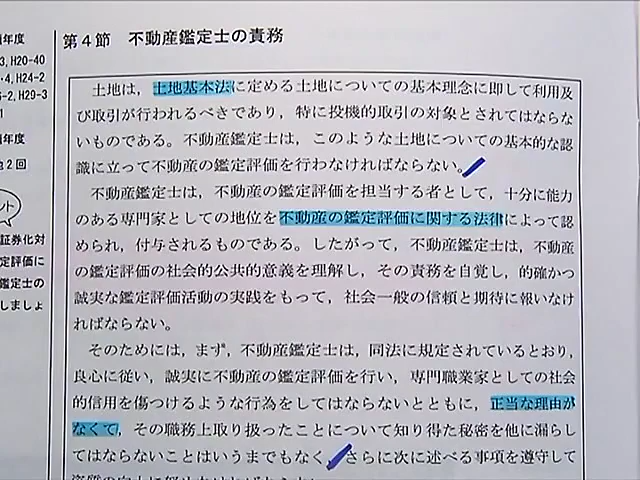 年度
3, H20-40
・4, H24-2
6-2, H29-3
1
年度
2回
ント
証券化対
定評価に
鑑定士の
しましょ
第4節 不動産鑑定士の責務
土地は，土地基本法に定める土地についての基本理念に即して利用及
び取引が行われるべきであり，特に投機的取引の対象とされてはならな
いものである。不動産鑑定士は，このような土地についての基本的な認
識に立って不動産の鑑定評価を行わなければならない。
不動産鑑定士は，不動産の鑑定評価を担当する者として，十分に能力
のある専門家としての地位を不動産の鑑定評価に関する法律によって認
められ，付与されるものである。したがって，不動産鑑定士は，不動産
の鑑定評価の社会的公共的意義を理解し，その責務を自覚し，的確かつ
誠実な鑑定評価活動の実践をもって，社会一般の信頼と期待に報いなけ
ればならない。
そのためには，まず，不動産鑑定士は，同法に規定されているとおり，
良心に従い，誠実に不動産の鑑定評価を行い，専門職業家としての社会
的信用を傷つけるような行為をしてはならないとともに，正当な理由が
なくて，その職務上取り扱ったことについて知り得た秘密を他に漏らし
てはならないことはいうまでもなく，さらに次に述べる事項を遵守して